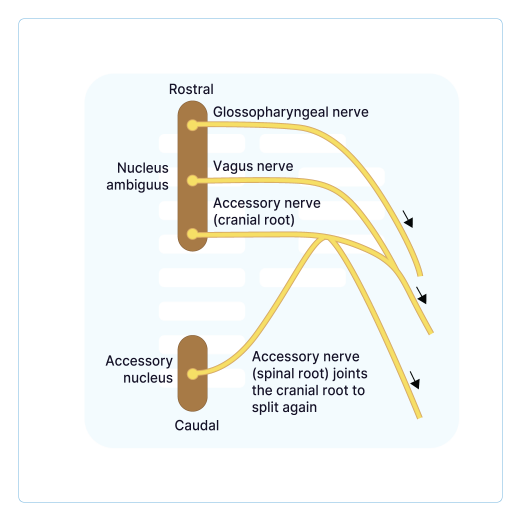 Rostral
Glossopharyngeal nerve
Nucleus
ambiguus
Vagus nerve
Accessory nerve
(cranial root)
Accessory
nucleus
Accessory nerve
(spinal root) joints
the cranial root to
split again
Caudal